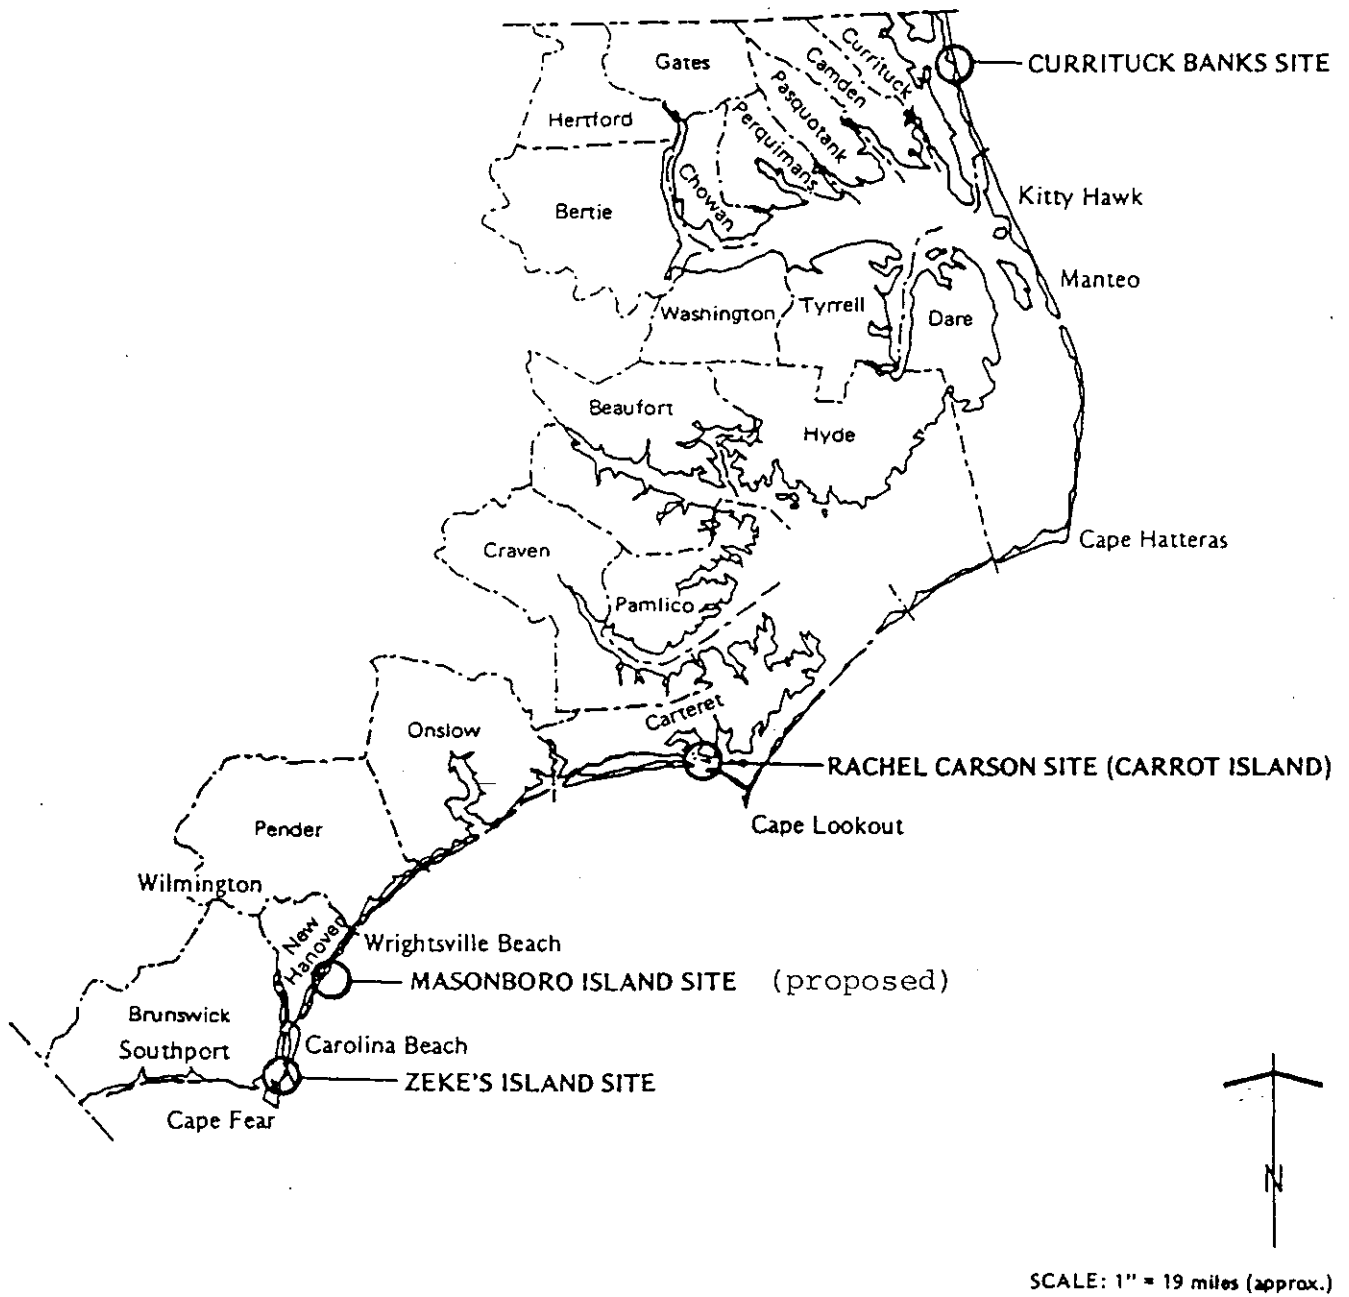 CURRITUCK BANKS SITE
Gates
Currituck
Camden
Pasquotank
Perquimans
Hertford
Chowan
Bertie
Kitty Hawk
Manteo
Washington
Tyrrell
Dare
Beaufort
Hyde
Craven
Cape Hatteras
Pamlico
Carteret
Onslow
RACHEL CARSON SITE (CARROT ISLAND)
Cape Lookout
Pender
Wilmington
New
Hanover
Wrightsville Beach
MASONBORO ISLAND SITE (proposed)
Brunswick
Southport
Carolina Beach
ZEKE'S ISLAND SITE
Cape Fear
N
SCALE: 1" = 19 miles (approx.)